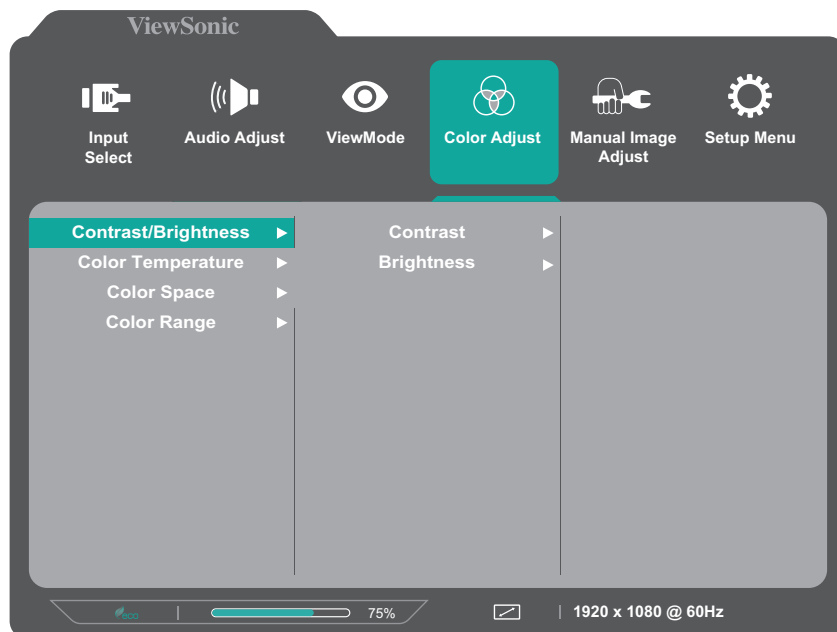 ViewSonic
Input
Select
Audio Adjust
ViewMode
Color Adjust
Manual Image
Adjust
Setup Menu
Contrast/Brightness
Contrast
Color Temperature
Brightness
Color Space
Color Range
eco
75%
1920 x 1080 @ 60Hz